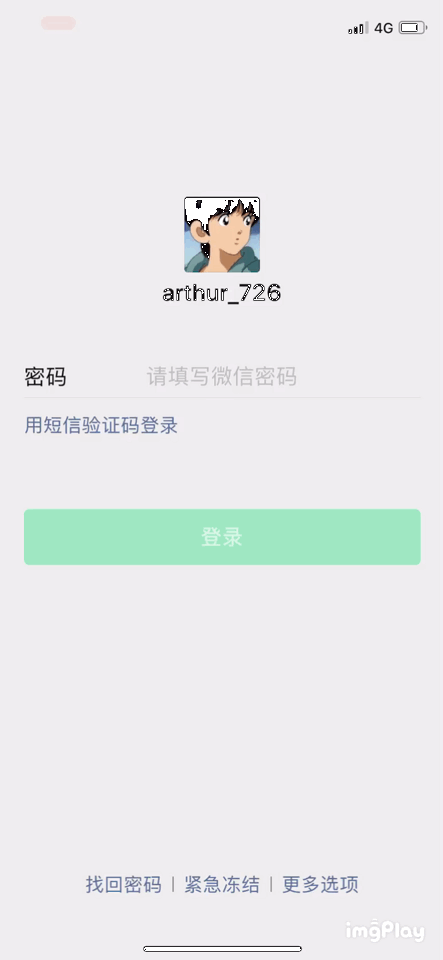 4G
arthur_726
密码 请填写微信密码
用短信验证码登录
登录
找回密码 | 紧急冻结 | 更多选项
imgPlay